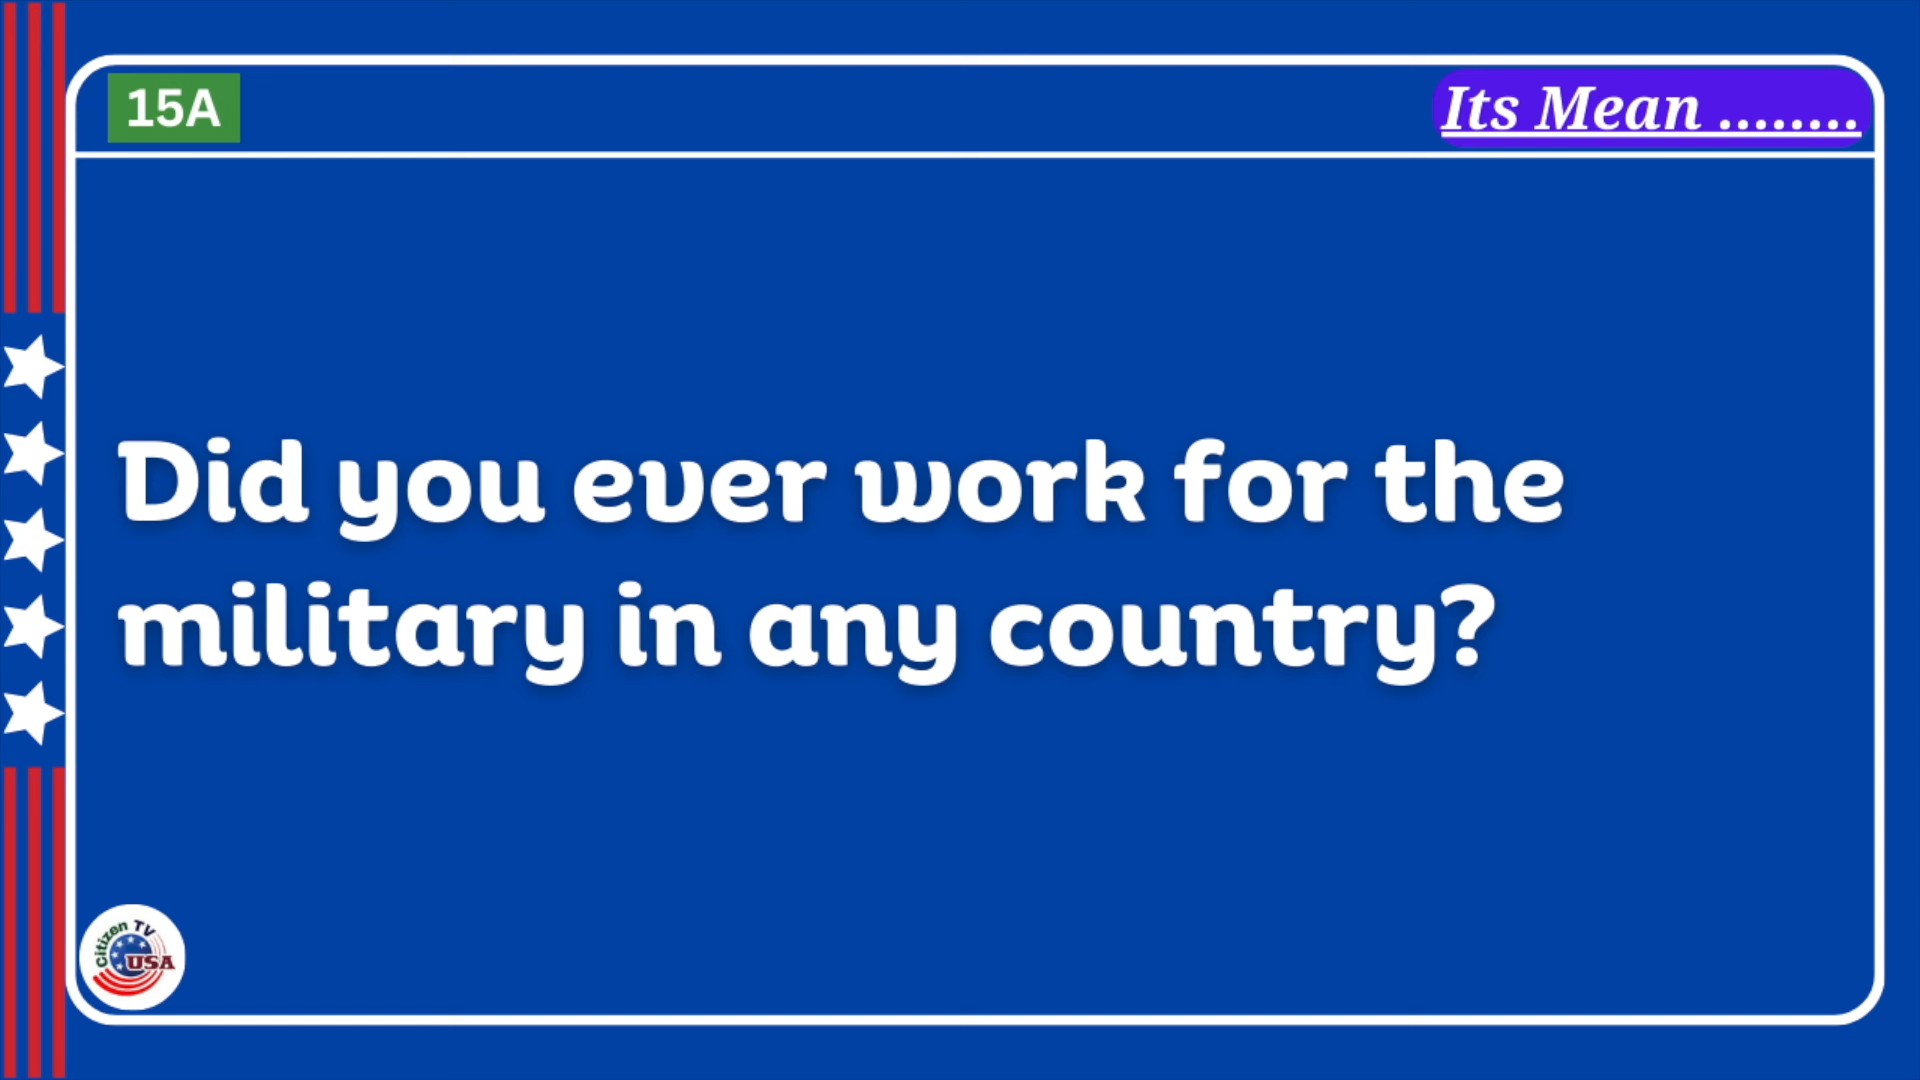 15A
Its Mean ........
Did you ever work for the
military in any country?
Citizen TV
USA